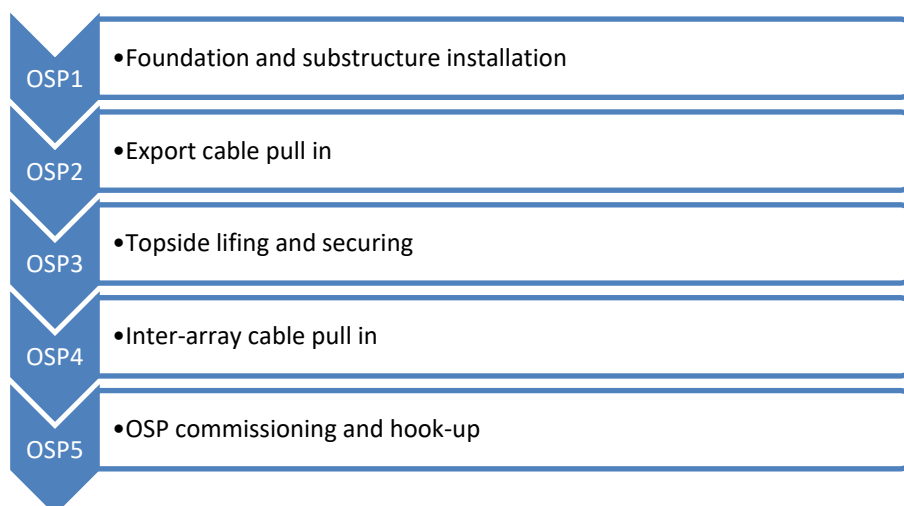 OSP1
•Foundation and substructure installation
OSP2
•Export cable pull in
OSP3
•Topside lifing and securing
OSP4
•Inter-array cable pull in
OSP5
•OSP commissioning and hook-up